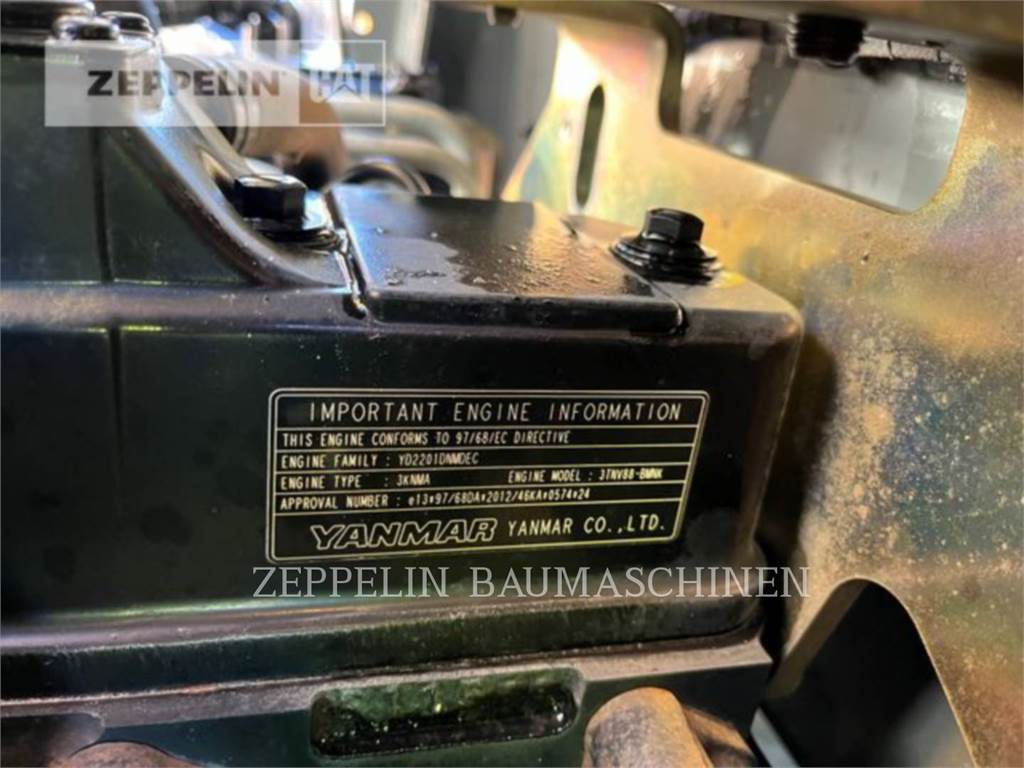 ZEPPELIN CAT
IMPORTANT ENGINE INFORMATION
THIS ENGINE CONFORMS TO 97/68/EC DIRECTIVE
ENGINE FAMILY : YD2201DNMDEC
ENGINE TYPE : 3KNMA ENGINE MODEL : 3TNV88-BMNK
APPROVAL NUMBER : e13*97/68DA*2012/46KA*0574*24
YANMAR YANMAR CO.,LTD.
ZEPPELIN BAUMASCHINEN